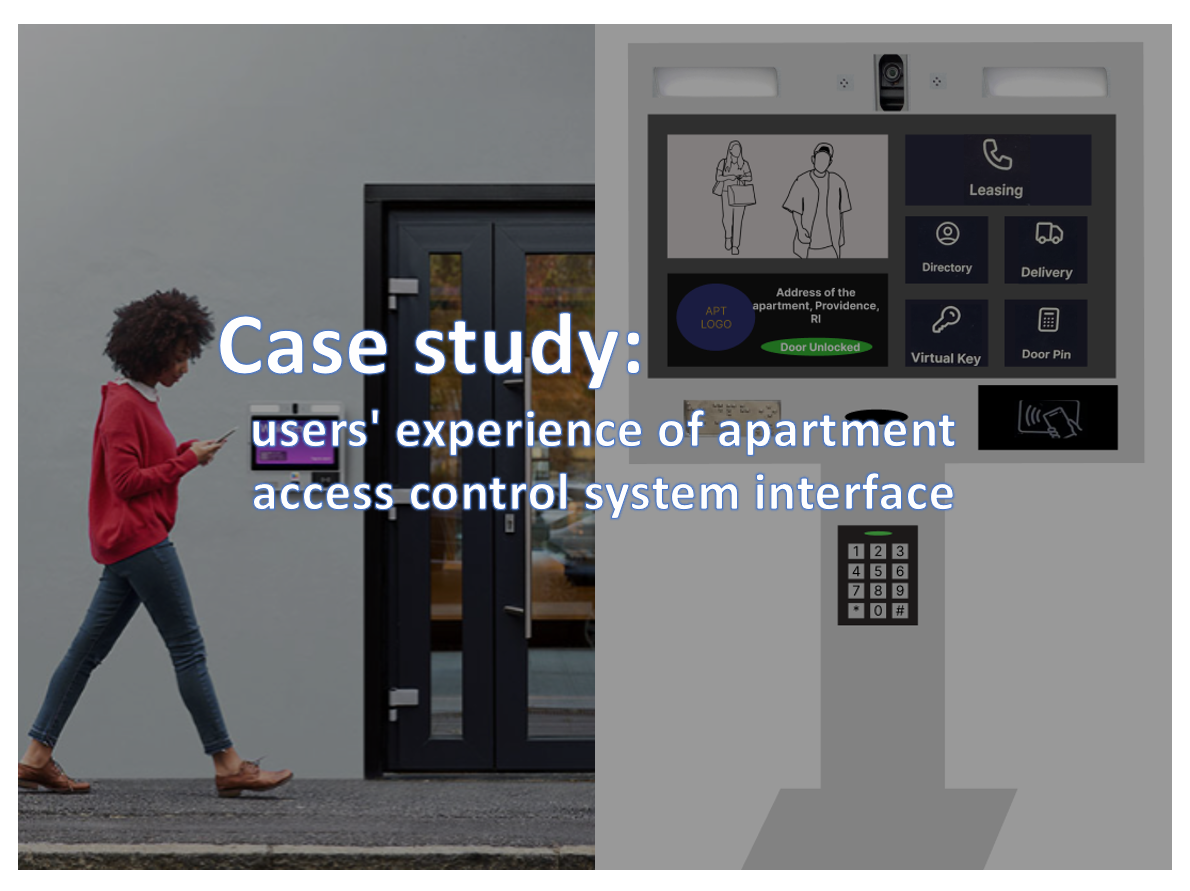 Case study:
users' experience of apartment
access control system interface
Leasing
Directory
Delivery
Virtual Key
Door Pin
APT
LOGO
Address of the
apartment, Providence,
RI
Door Unlocked
1 2 3
4 5 6
7 8 9
* 0 #